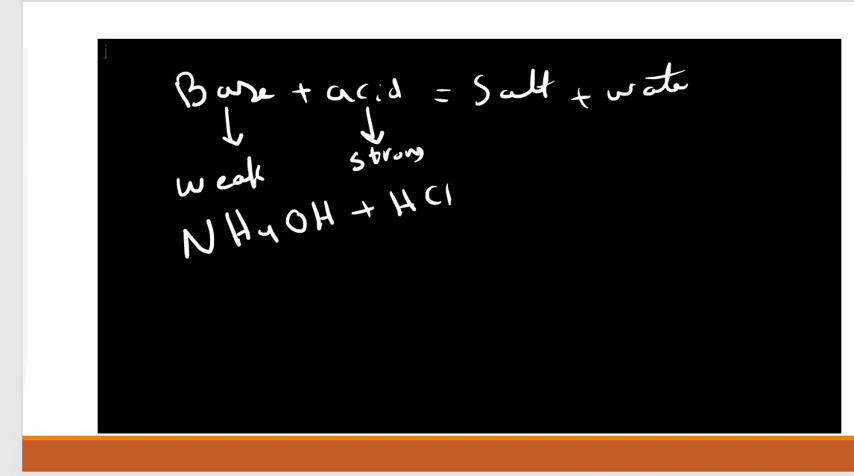 j
Base + acid = Salt + wate
weak strong
NH4OH + HCl